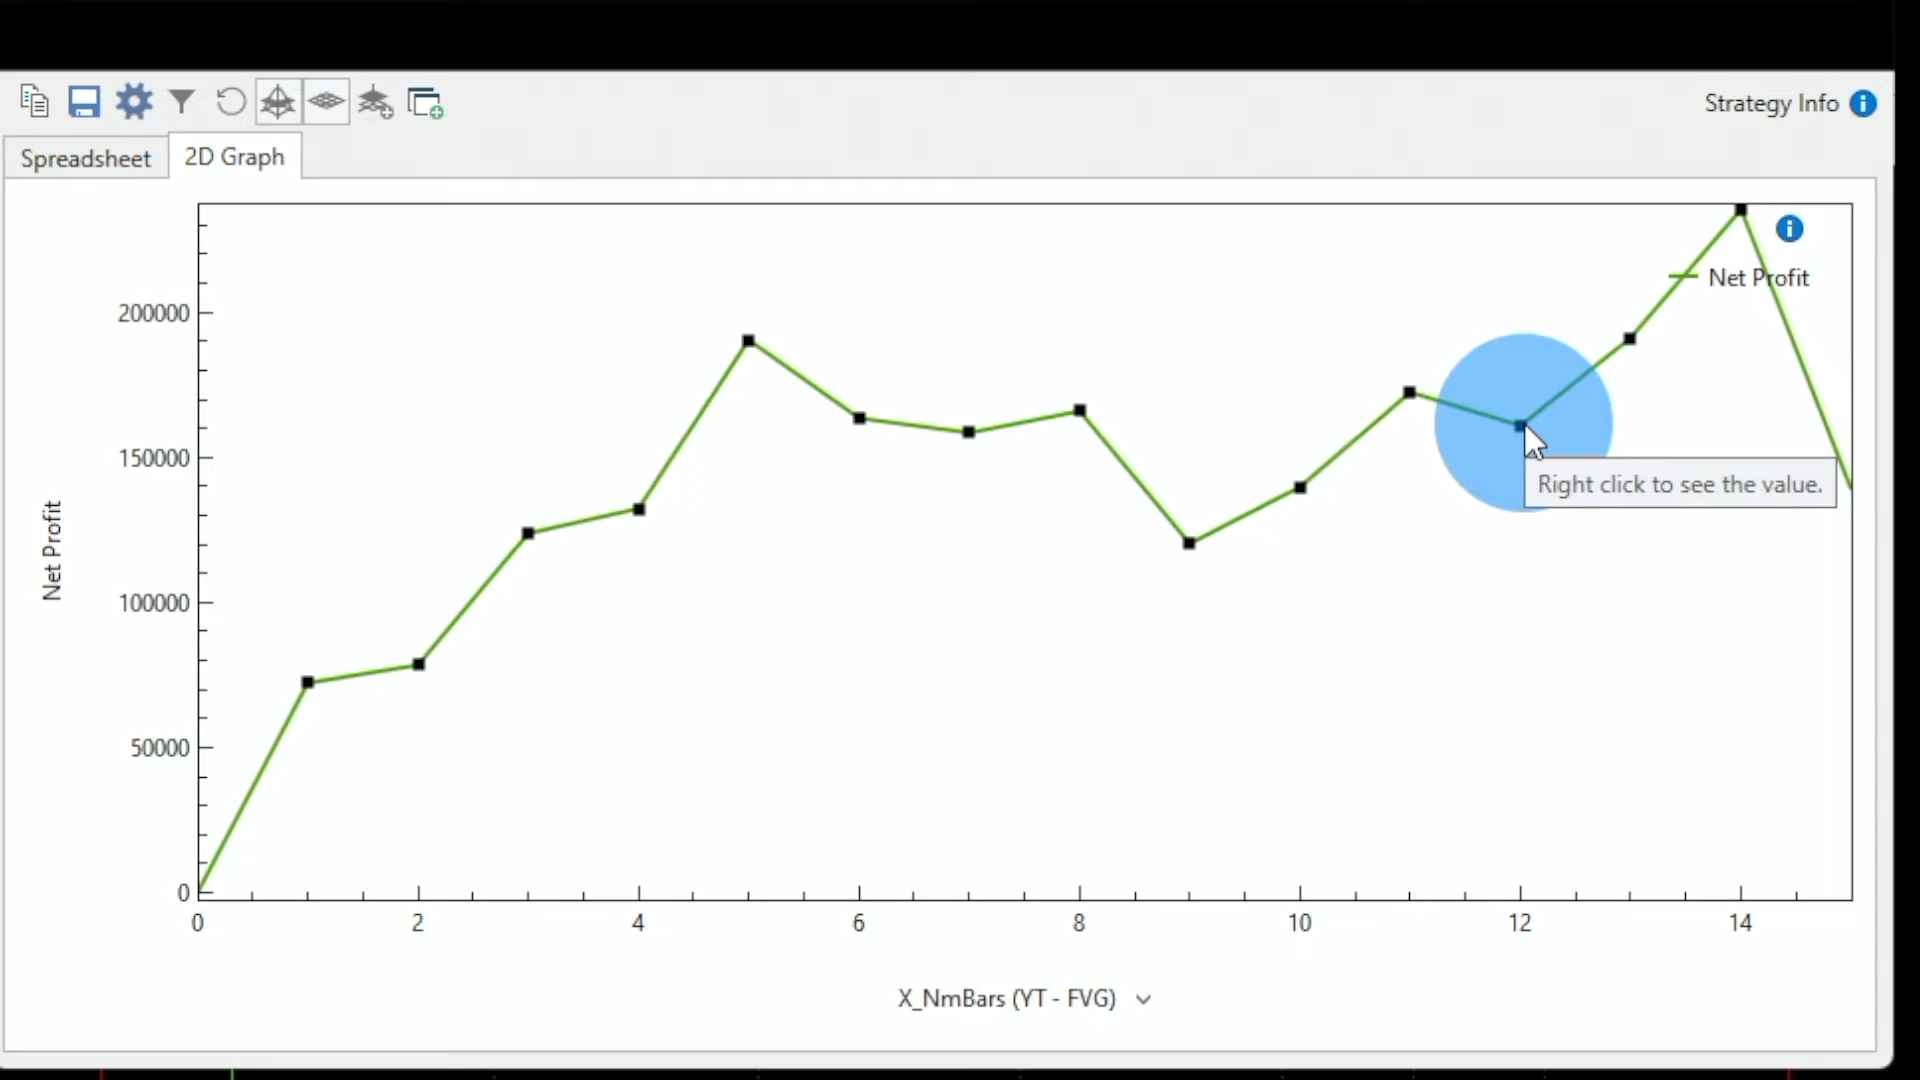 Strategy Info
Spreadsheet
2D Graph
Net Profit
200000
150000
100000
50000
0
Net Profit
Right click to see the value.
0 2 4 6 8 10 12 14
X_NmBars (YT - FVG)